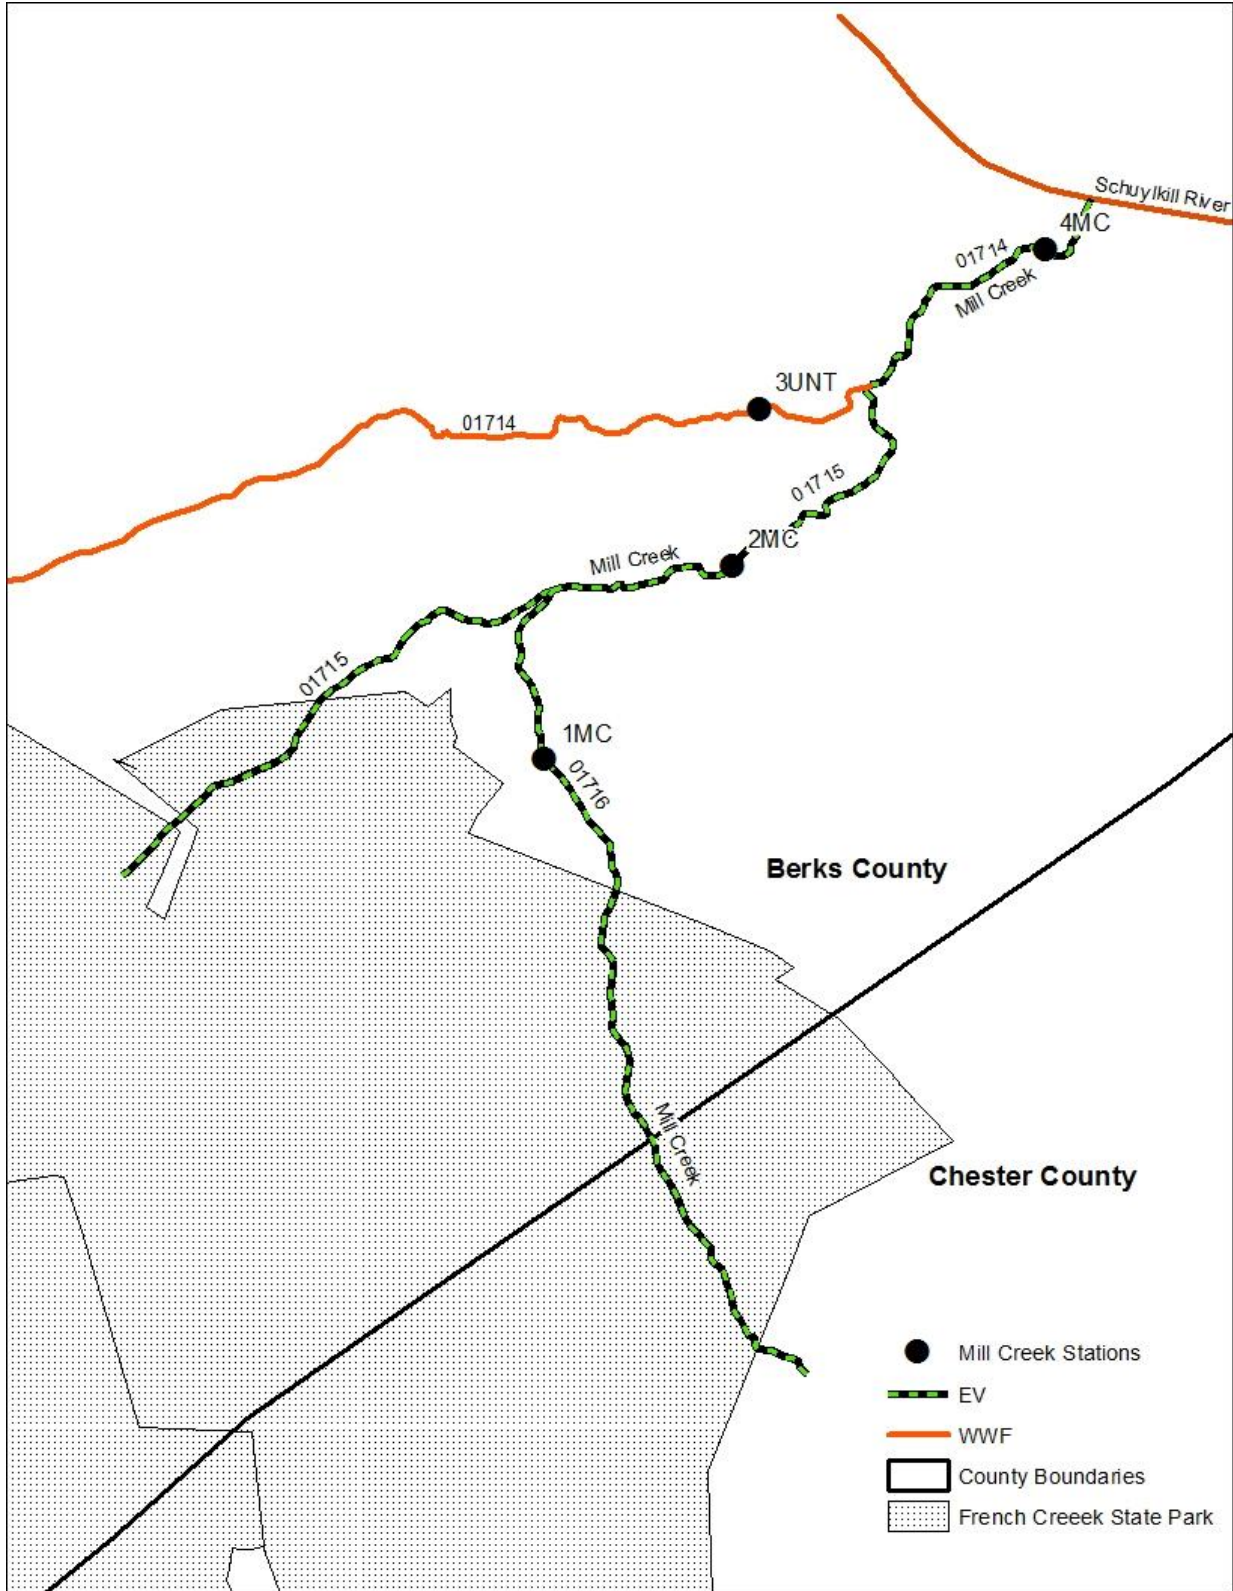 Schuylkill River
4MC
01714
Mill Creek
3UNT
01714
01715
2MC
Mill Creek
01715
1MC
01716
Berks County
Mill Creek
Chester County
Mill Creek Stations
EV
WWF
County Boundaries
French Creeek State Park